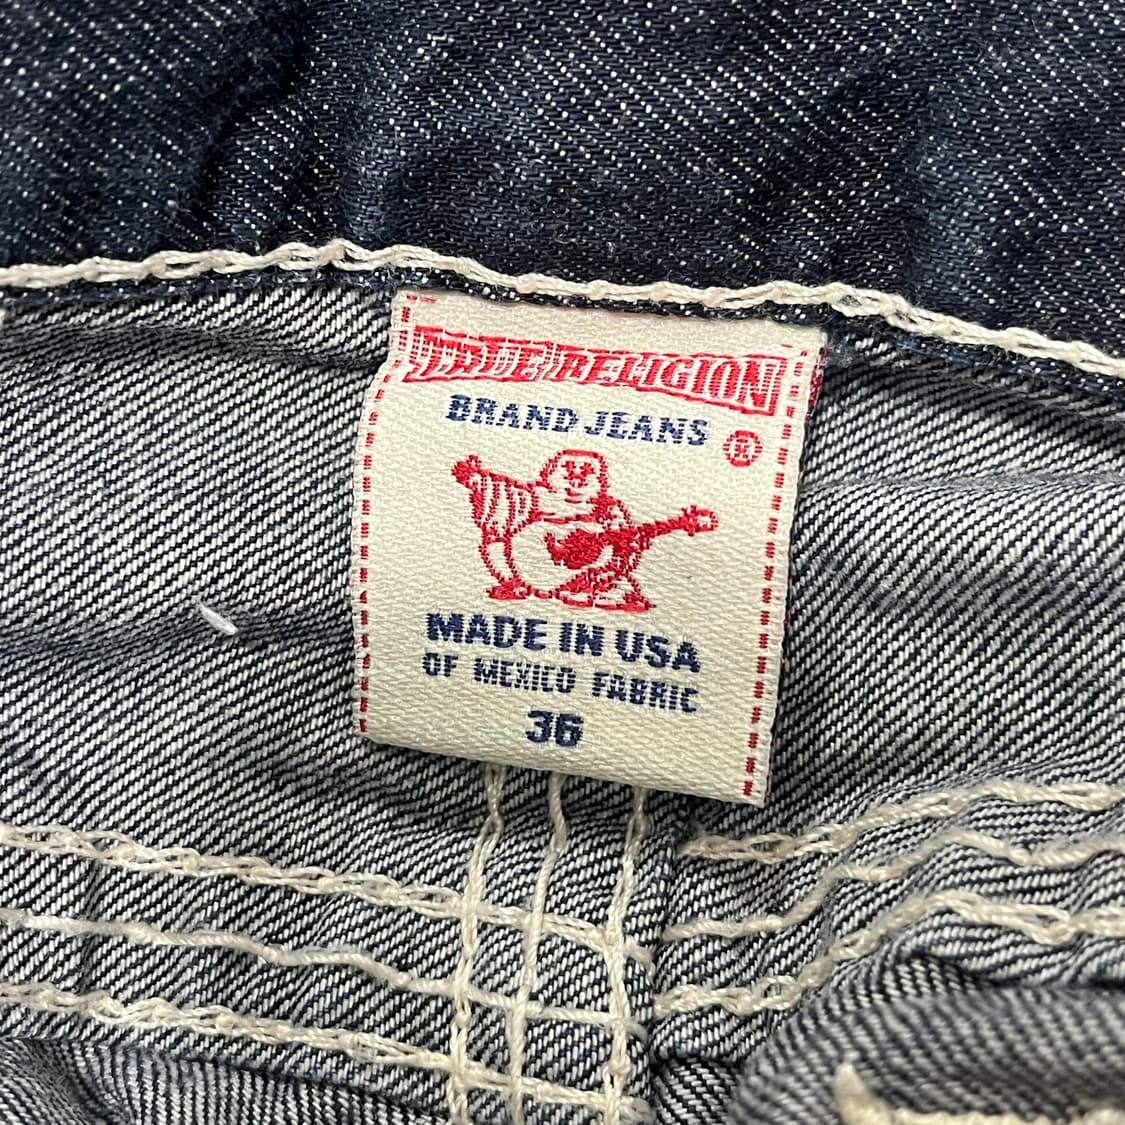 TRUE RELIGION
BRAND JEANS
®
MADE IN USA
OF MEXICO FABRIC
36